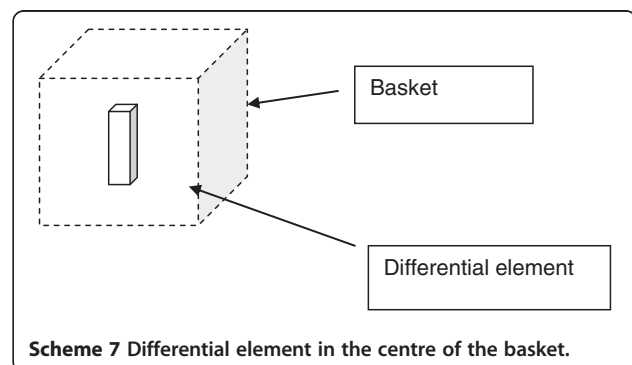 Basket
Differential element
Scheme 7 Differential element in the centre of the basket.